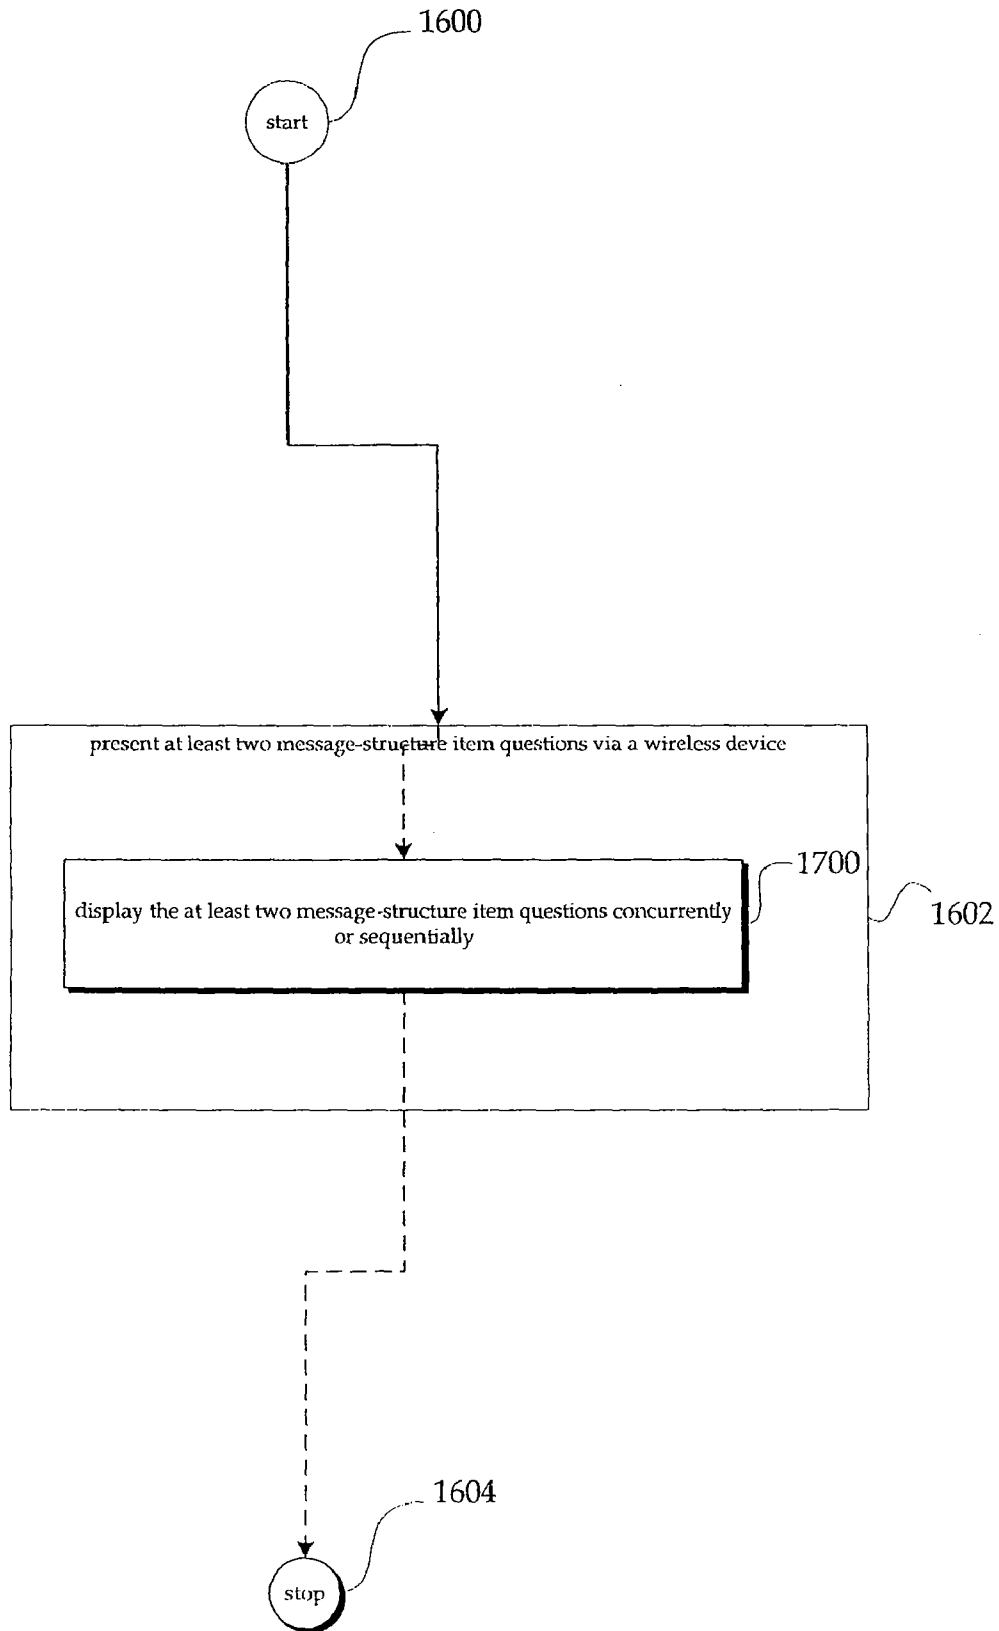 1600
start
present at least two message-structure item questions via a wireless device
1700
display the at least two message-structure item questions concurrently
or sequentially
1602
1604
stop